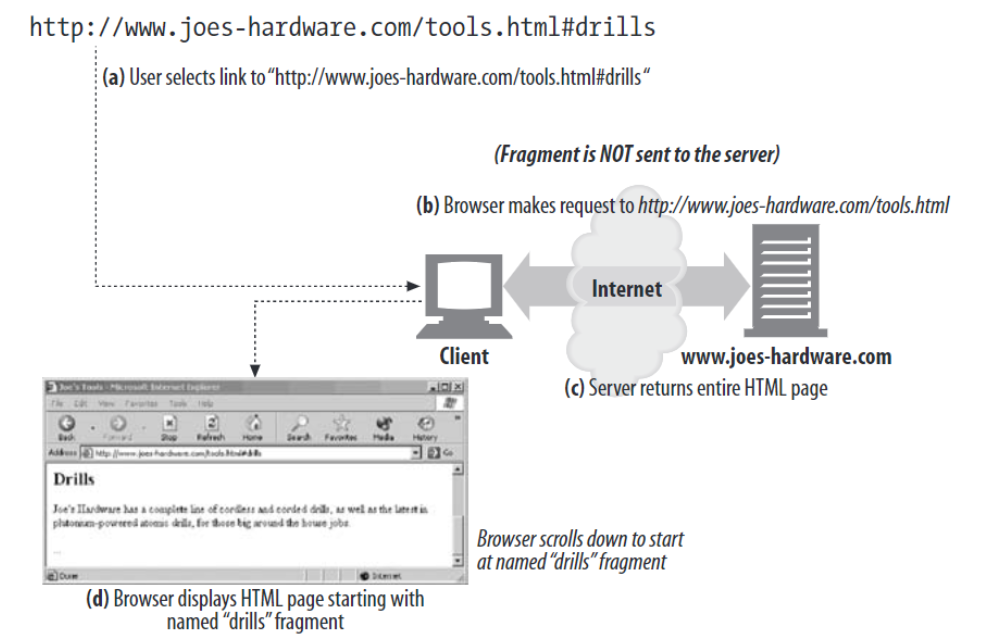 http://www.joes-hardware.com/tools.html#drills
(a) User selects link to “http://www.joes-hardware.com/tools.html#drills“
(Fragment is NOT sent to the server)
(b) Browser makes request to http://www.joes-hardware.com/tools.html
Internet
Client
www.joes-hardware.com
(c) Server returns entire HTML page
Joe's Tools - Microsoft Internet Explorer
File Edit View Favorites Tools Help
Back Forward Stop Refresh Home Search Favorites Media History
Address http://www.joes-hardware.com/tools.html#drills Go
Drills
Joe's Hardware has a complete line of cordless and corded drills, as well as the latest in
plutonium-powered atomic drills, for those big around the house jobs.
...
Done Internet
Browser scrolls down to start
at named “drills” fragment
(d) Browser displays HTML page starting with
named “drills” fragment